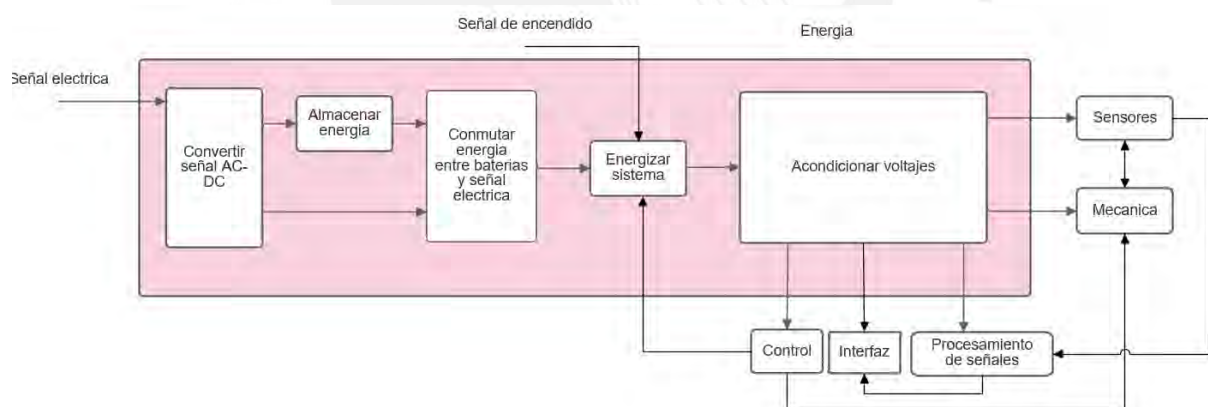 Señal de encendido
Energia
Señal electrica
Almacenar
energia
Convertir
señal AC-
DC
Conmutar
energia
entre baterias
y señal
electrica
Energizar
sistema
Acondicionar voltajes
Sensores
Mecanica
Control
Interfaz
Procesamiento
de señales